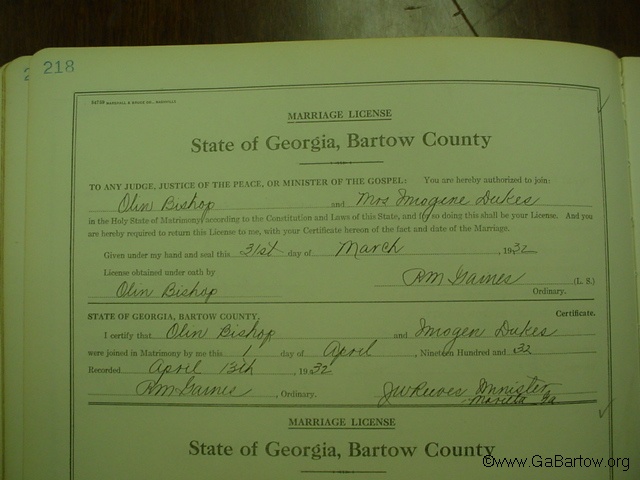 218
MARRIAGE LICENSE
State of Georgia, Bartow County
TO ANY JUDGE, JUSTICE OF THE PEACE, OR MINISTER OF THE GOSPEL: You are hereby authorized to join:
Olin Bishop and Mrs Imogene Dukes
in the Holy State of Matrimony, according to the Constitution and Laws of this State, and for so doing this shall be your License. And you
are hereby required to return this License to me, with your Certificate hereon of the fact and date of the Marriage.
Given under my hand and seal this 31st day of March, 1932
License obtained under oath by RM Gaines (L. S.)
Olin Bishop Ordinary.
STATE OF GEORGIA, BARTOW COUNTY. Certificate.
I certify that Olin Bishop and Imogen Dukes
were joined in Matrimony by me this 1 day of April, Nineteen Hundred and 32
Recorded April 13th, 1932
RM Gaines, Ordinary. JW Reeves Minister
Marietta Ga
MARRIAGE LICENSE
State of Georgia, Bartow County
©www.GaBartow.org